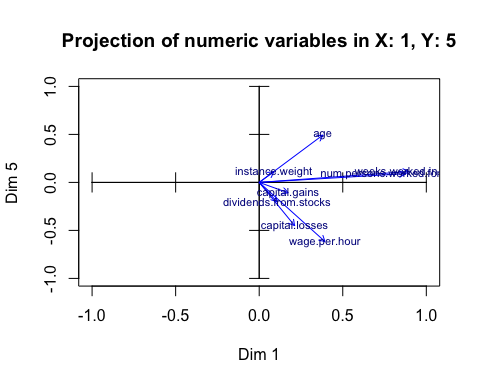 Projection of numeric variables in X: 1, Y: 5
Dim 5
1.0
0.5
0.0
-0.5
-1.0
age
instance.weight
weeks.worked.in
num.persons.worked.for
capital.gains
dividends.from.stocks
capital.losses
wage.per.hour
-1.0
-0.5
0.0
0.5
1.0
Dim 1